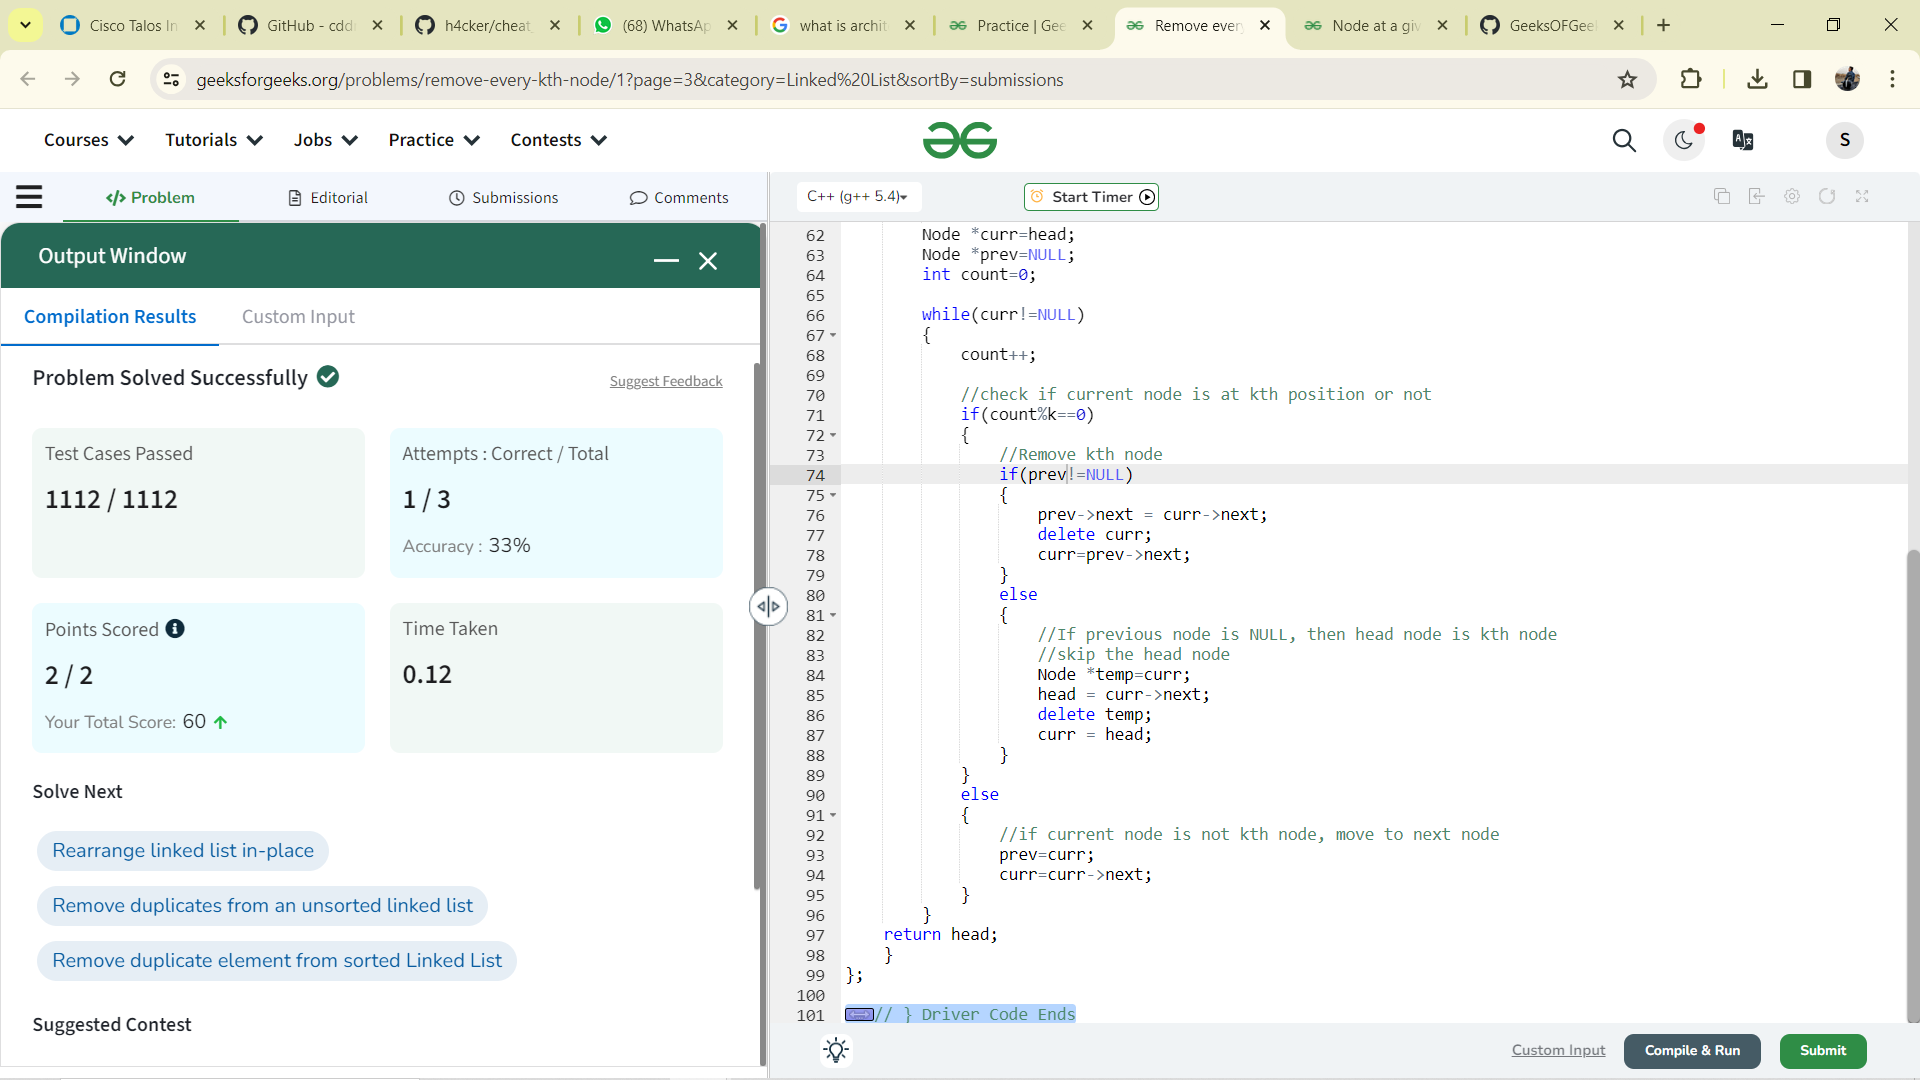 Cisco Talos In
GitHub - cdd
h4cker/cheat_
(68) WhatsAp
what is archit
Practice | Gee
Remove every
Node at a giv
GeeksOFGeek
geeksforgeeks.org/problems/remove-every-kth-node/1?page=3&category=Linked%20List&sortBy=submissions
Courses
Tutorials
Jobs
Practice
Contests
S
</> Problem
Editorial
Submissions
Comments
C++ (g++ 5.4)
Start Timer
Output Window
Compilation Results
Custom Input
Problem Solved Successfully
Suggest Feedback
Test Cases Passed
1112 / 1112
Attempts : Correct / Total
1 / 3
Accuracy : 33%
Points Scored
2 / 2
Your Total Score: 60
Time Taken
0.12
Solve Next
Rearrange linked list in-place
Remove duplicates from an unsorted linked list
Remove duplicate element from sorted Linked List
Suggested Contest
62 Node *curr=head;
63 Node *prev=NULL;
64 int count=0;
65
66 while(curr!=NULL)
67 {
68 count++;
69
70 //check if current node is at kth position or not
71 if(count%k==0)
72 {
73 //Remove kth node
74 if(prev!=NULL)
75 {
76 prev->next = curr->next;
77 delete curr;
78 curr=prev->next;
79 }
80 else
81 {
82 //If previous node is NULL, then head node is kth node
83 //skip the head node
84 Node *temp=curr;
85 head = curr->next;
86 delete temp;
87 curr = head;
88 }
89 }
90 else
91 {
92 //if current node is not kth node, move to next node
93 prev=curr;
94 curr=curr->next;
95 }
96 }
97 return head;
98 }
99 };
100
101 // } Driver Code Ends
Custom Input
Compile & Run
Submit